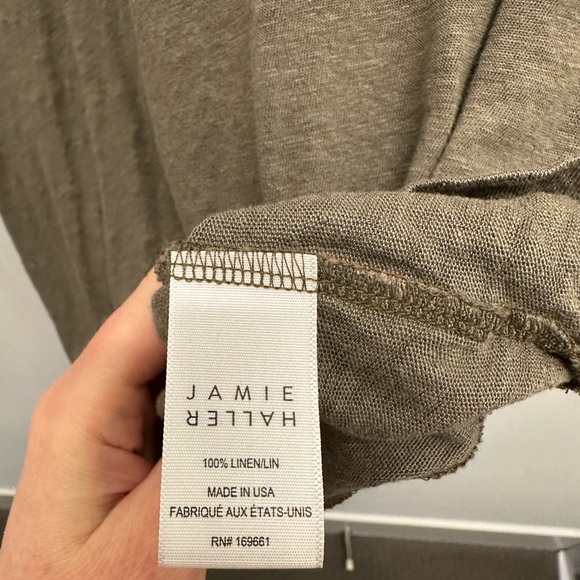 JAMIE
HALLER
100% LINEN/LIN
MADE IN USA
FABRIQUÉ AUX ÉTATS-UNIS
RN# 169661